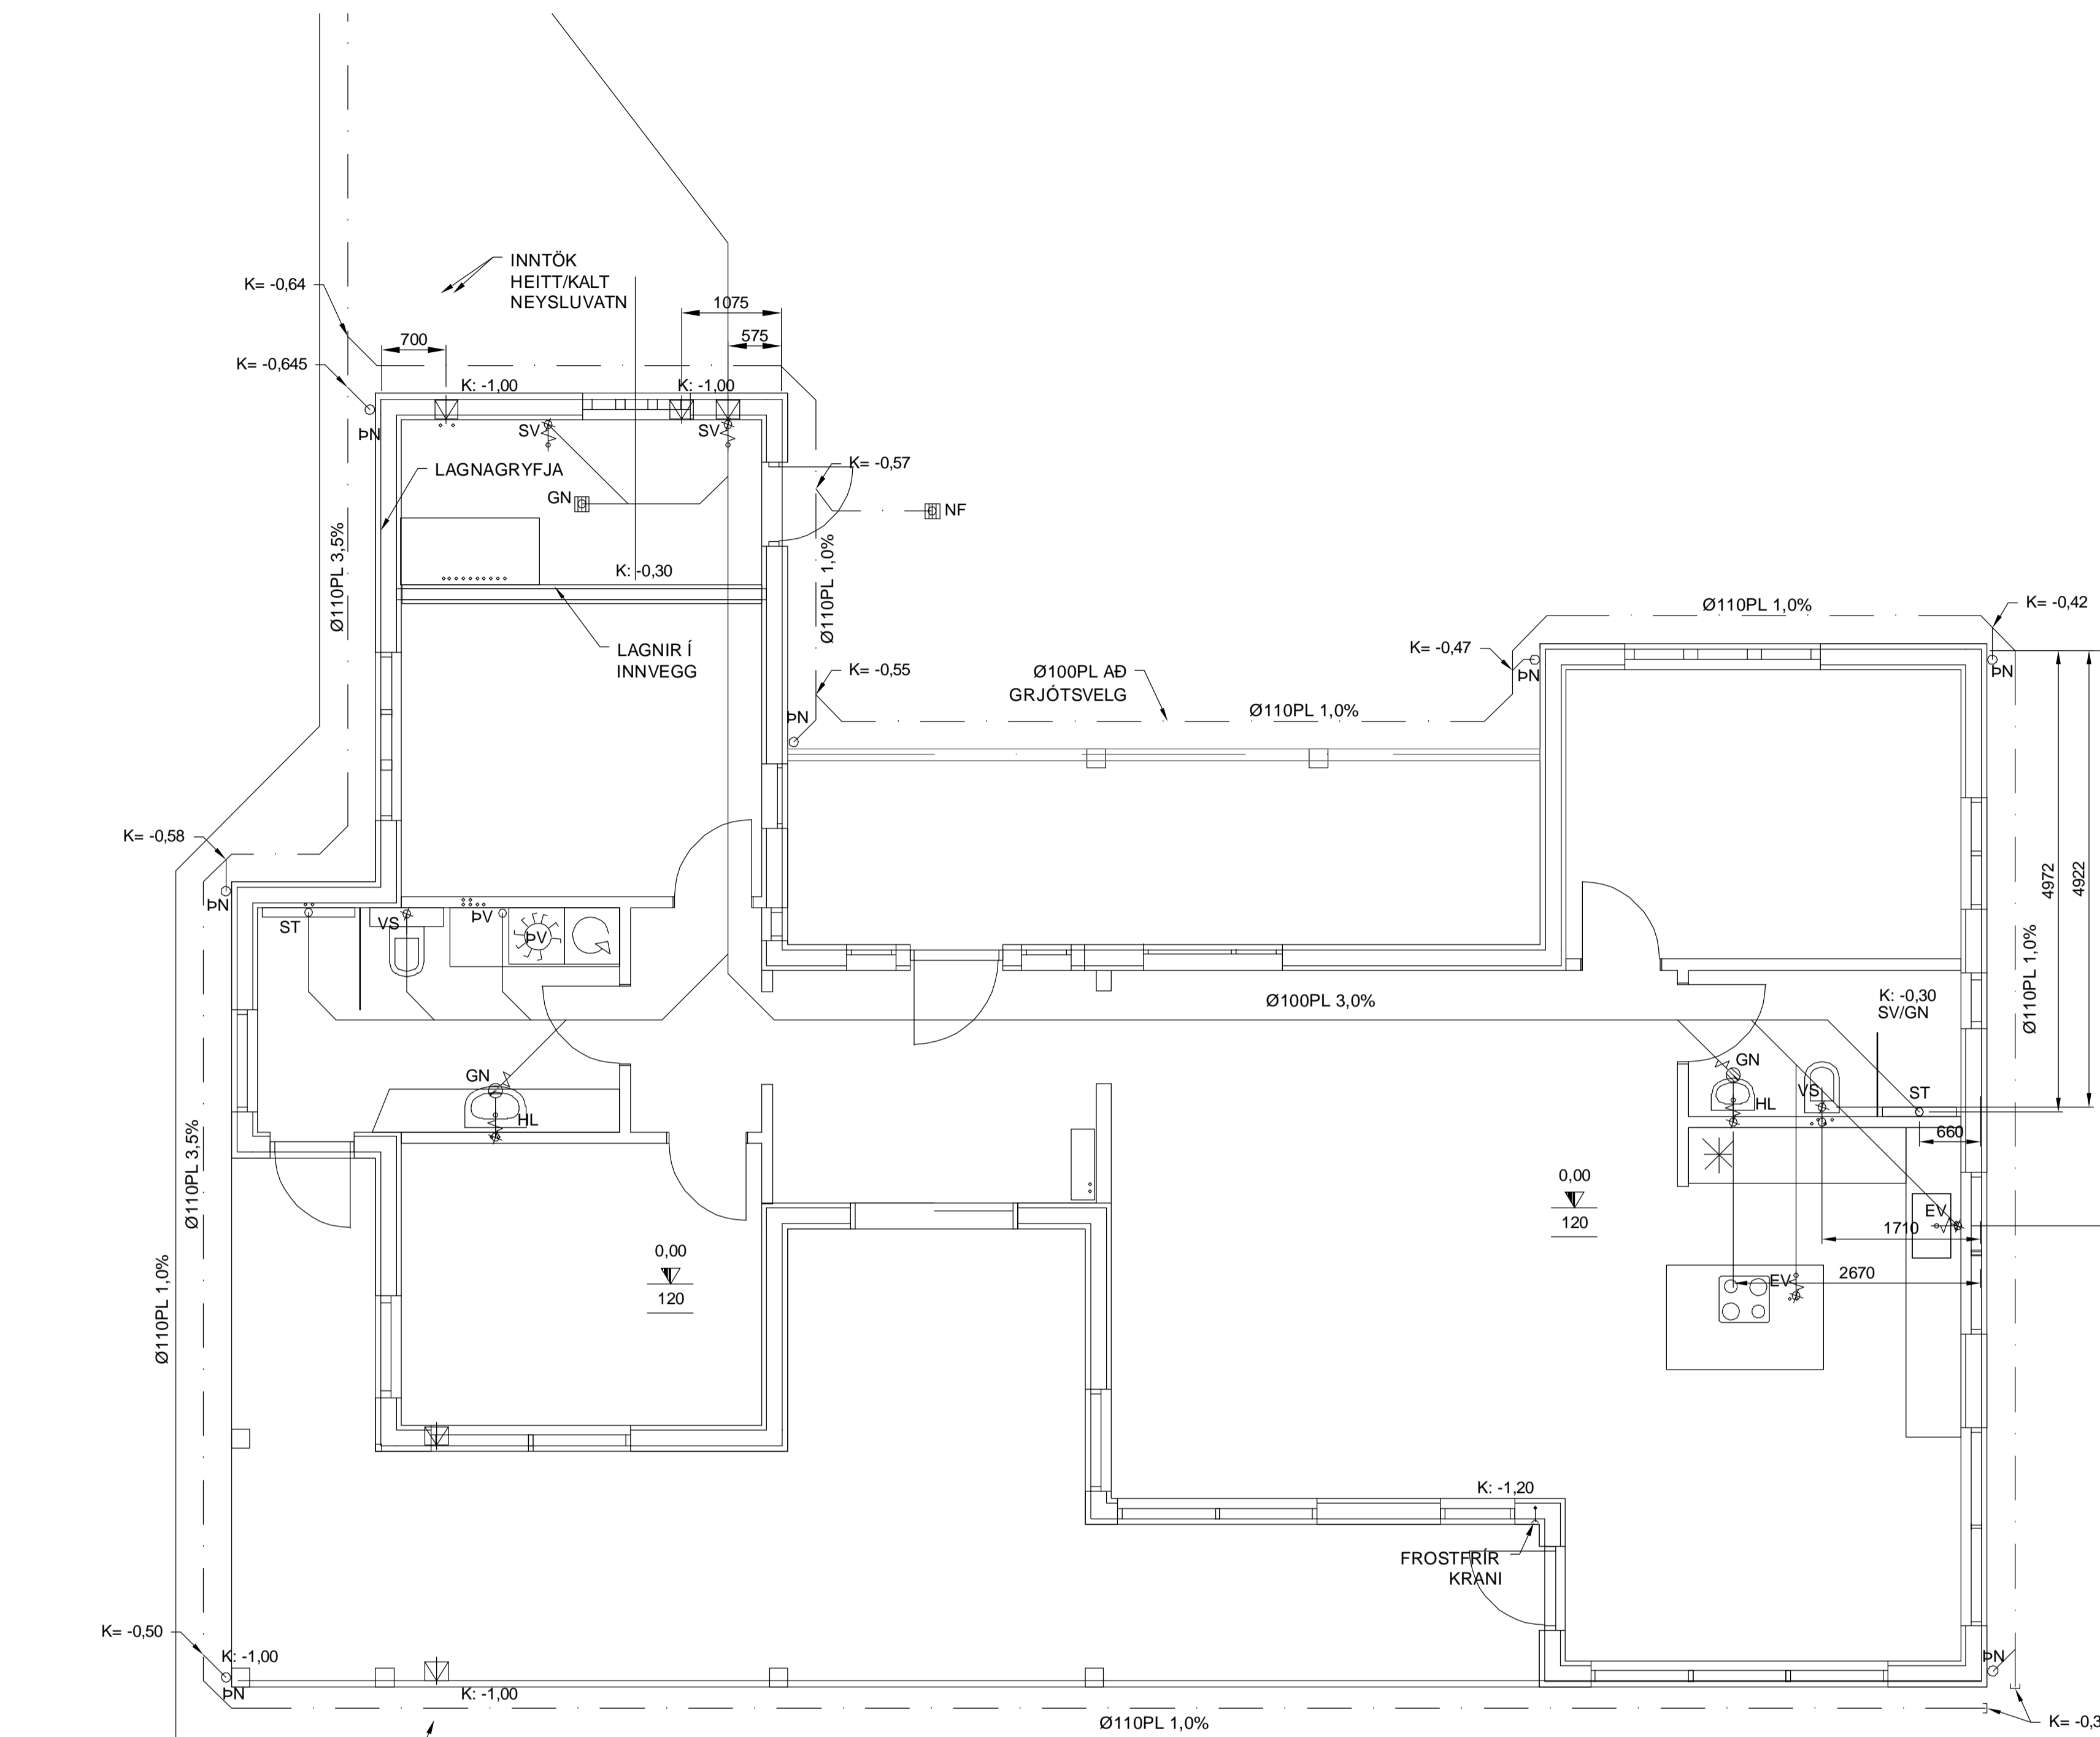 INNTÖK
HEITT/KALT
NEYSLUVATN
K= -0,64
1075
700
575
K= -0,645
K: -1,00
K: -1,00
ÞN
SV
SV
LAGNAGRYFJA
K= -0,57
GN
NF
Ø110PL 3,5%
K: -0,30
Ø110PL 1,0%
LAGNIR Í
INNVEGG
K= -0,55
ÞN
Ø100PL AÐ
GRJÓTSVELG
Ø110PL 1,0%
K= -0,47
ÞN
Ø110PL 1,0%
K= -0,42
ÞN
K= -0,58
ÞN
4972
4922
Ø110PL 1,0%
ST
VS
ÞV
ÞV
Ø100PL 3,0%
K: -0,30
SV/GN
GN
HL
GN
HL
VS
ST
660
Ø110PL 3,5%
Ø110PL 1,0%
0,00
120
0,00
120
EV
1710
EV
2670
K: -1,20
FROSTFRÍR
KRANI
K= -0,50
K: -1,00
ÞN
K: -1,00
ÞN
Ø110PL 1,0%
K= -0,3